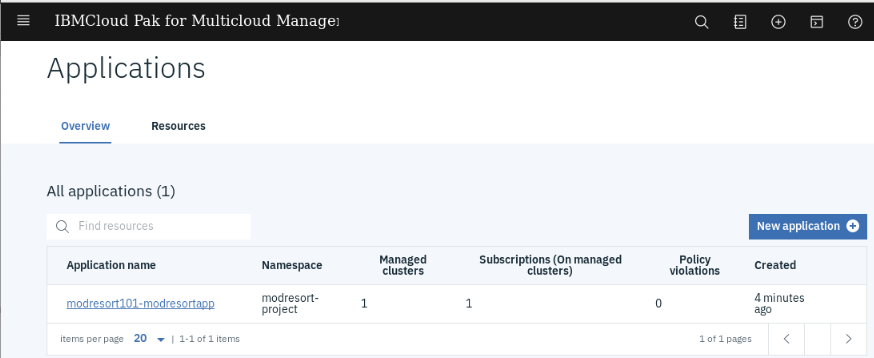 IBMCloud Pak for Multicloud Manager
Applications
Overview Resources
All applications (1)
Find resources
New application
Application name Namespace Managed clusters Subscriptions (On managed clusters) Policy violations Created
modresort101-modresortapp modresort-project 1 1 0 4 minutes ago
items per page 20 | 1-1 of 1 items 1 of 1 pages